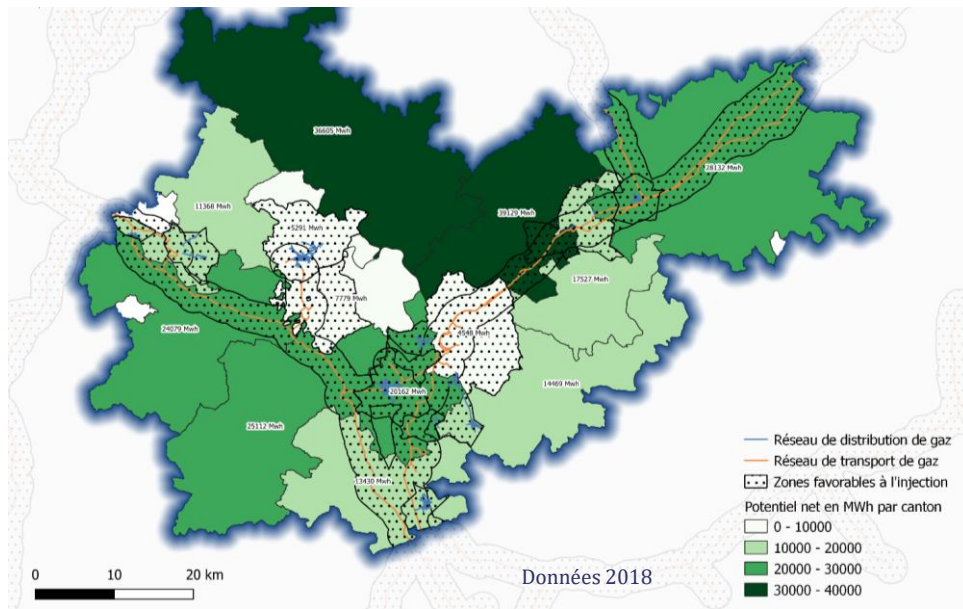 36605 Mwh
28132 Mwh
11368 Mwh
39129 Mwh
5291 Mwh
17527 Mwh
7779 Mwh
24079 Mwh
14469 Mwh
20162 Mwh
25112 Mwh
13430 Mwh
Réseau de distribution de gaz
Réseau de transport de gaz
Zones favorables à l'injection
Potentiel net en MWh par canton
0 - 10000
10000 - 20000
20000 - 30000
30000 - 40000
0 10 20 km
Données 2018